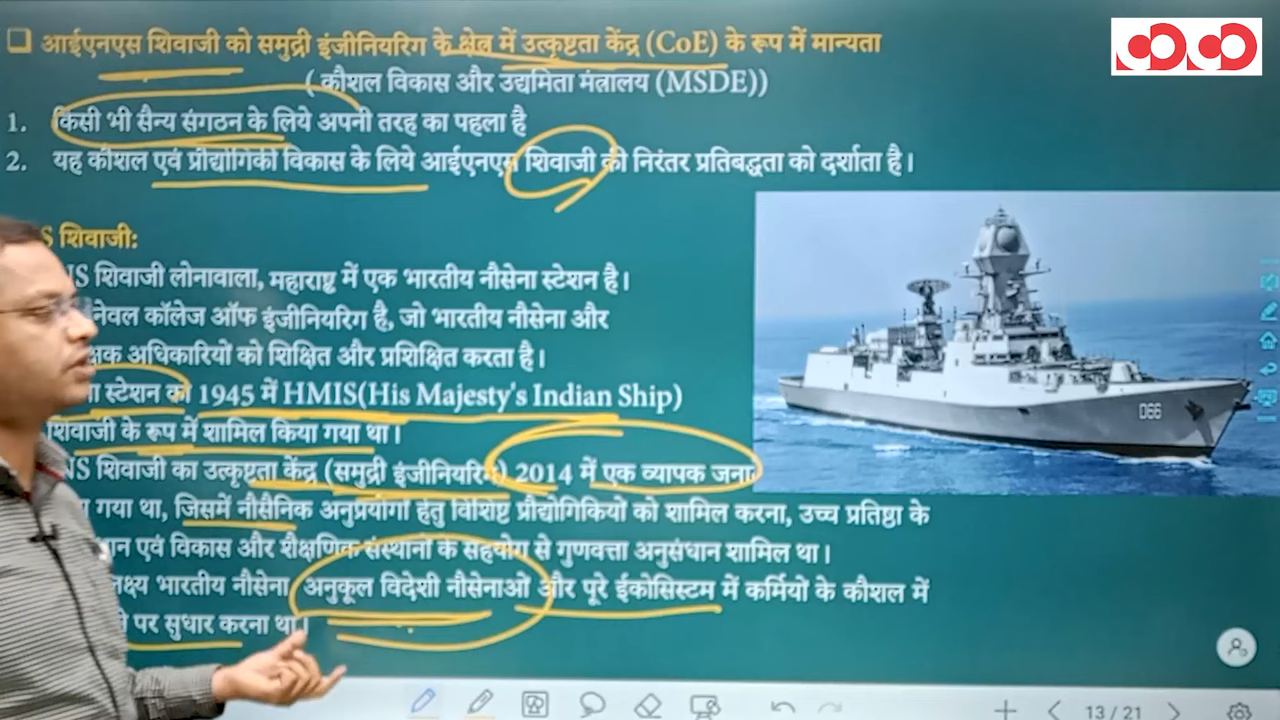 आईएनएस शिवाजी को समुद्री इंजीनियरिंग के क्षेत्र में उत्कृष्टता केंद्र (CoE) के रूप में मान्यता
( कौशल विकास और उद्यमिता मंत्रालय (MSDE))
1. किसी भी सैन्य संगठन के लिये अपनी तरह का पहला है
2. यह कौशल एवं प्रौद्योगिकी विकास के लिये आईएनएस शिवाजी की निरंतर प्रतिबद्धता को दर्शाता है।
S शिवाजी:
NS शिवाजी लोनावाला, महाराष्ट्र में एक भारतीय नौसेना स्टेशन है।
नेवल कॉलेज ऑफ इंजीनियरिंग है, जो भारतीय नौसेना और
क्षक अधिकारियों को शिक्षित और प्रशिक्षित करता है।
स्टेशन को 1945 में HMIS(His Majesty's Indian Ship)
शिवाजी के रूप में शामिल किया गया था।
NS शिवाजी का उत्कृष्टता केंद्र (समुद्री इंजीनियरिंग) 2014 में एक व्यापक जना
गया था, जिसमें नौसैनिक अनुप्रयोगों हेतु विशिष्ट प्रौद्योगिकियों को शामिल करना, उच्च प्रतिष्ठा के
एवं विकास और शैक्षणिक संस्थानों के सहयोग से गुणवत्ता अनुसंधान शामिल था।
लक्ष्य भारतीय नौसेना अनुकूल विदेशी नौसेनाओं और पूरे ईकोसिस्टम में कर्मियों के कौशल में
पर सुधार करना था।
D66
13 / 21